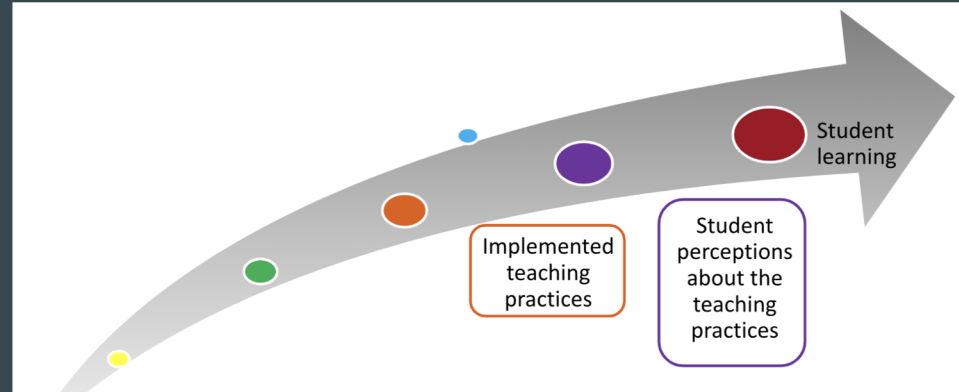 Student
learning
Implemented
teaching
practices
Student
perceptions
about the
teaching
practices